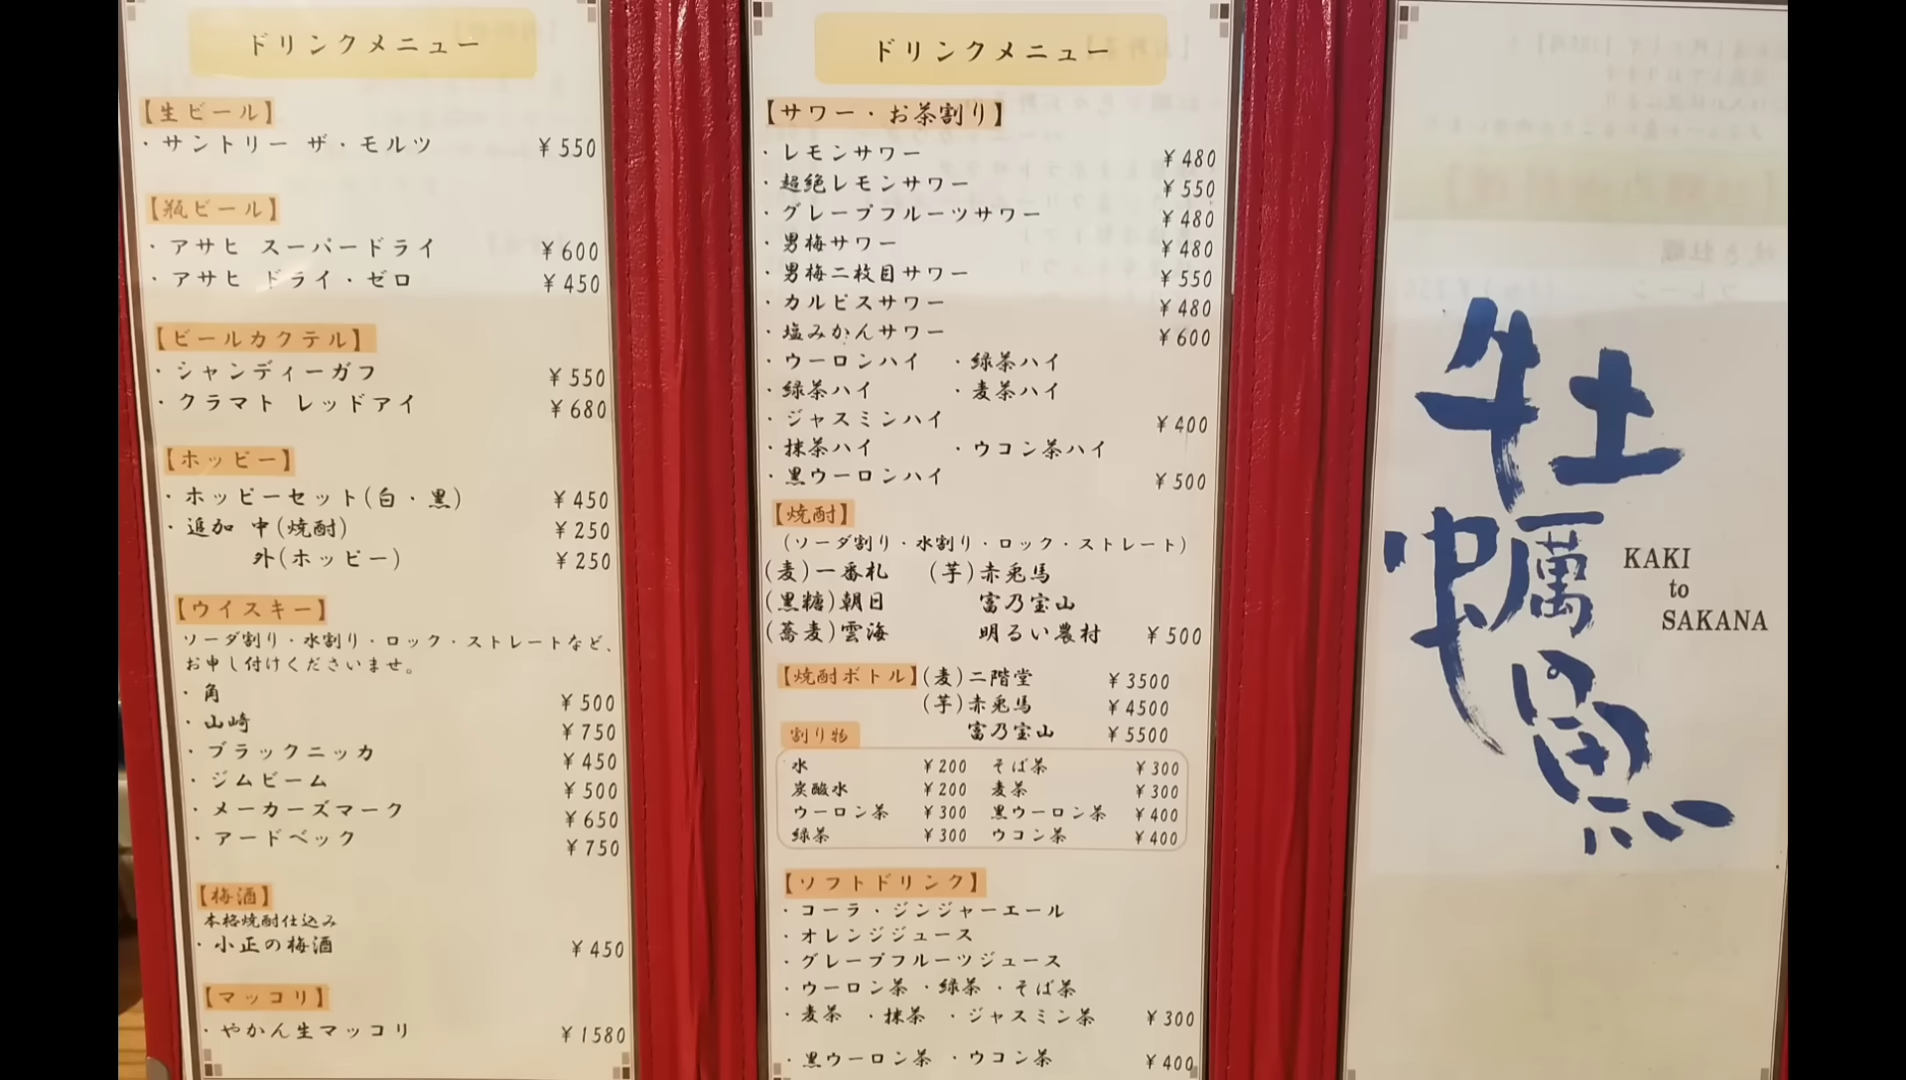 ドリンクメニュー
【生ビール】
・サントリー ザ・モルツ ¥550
【瓶ビール】
・アサヒ スーパードライ ¥600
・アサヒ ドライ・ゼロ ¥450
【ビールカクテル】
・シャンディーガフ ¥550
・クラマト レッドアイ ¥680
【ホッピー】
・ホッピーセット(白・黒) ¥450
・追加 中(焼酎) ¥250
外(ホッピー) ¥250
【ウイスキー】
ソーダ割り・水割り・ロック・ストレートなど、
お申し付けくださいませ。
・角 ¥500
・山崎 ¥750
・ブラックニッカ ¥450
・ジムビーム ¥500
・メーカーズマーク ¥650
・アードベック ¥750
【梅酒】
本格焼酎仕込み
・小正の梅酒 ¥450
【マッコリ】
・やかん生マッコリ ¥1580
ドリンクメニュー
【サワー・お茶割り】
・レモンサワー ¥480
・超絶レモンサワー ¥550
・グレープフルーツサワー ¥480
・男梅サワー ¥480
・男梅二枚目サワー ¥550
・カルピスサワー ¥480
・塩みかんサワー ¥600
・ウーロンハイ ・緑茶ハイ
・緑茶ハイ ・麦茶ハイ
・ジャスミンハイ ¥400
・抹茶ハイ ・ウコン茶ハイ
・黒ウーロンハイ ¥500
【焼酎】
(ソーダ割り・水割り・ロック・ストレート)
(麦)一番札 (芋)赤兎馬
(黒糖)朝日 富乃宝山
(蕎麦)雲海 明るい農村 ¥500
【焼酎ボトル】(麦)二階堂 ¥3500
(芋)赤兎馬 ¥4500
富乃宝山 ¥5500
割り物
水 ¥200 そば茶 ¥300
炭酸水 ¥200 麦茶 ¥300
ウーロン茶 ¥300 黒ウーロン茶 ¥400
緑茶 ¥300 ウコン茶 ¥400
【ソフトドリンク】
・コーラ・ジンジャーエール
・オレンジジュース
・グレープフルーツジュース
・ウーロン茶・緑茶・そば茶
・麦茶 ・抹茶 ・ジャスミン茶 ¥300
・黒ウーロン茶 ・ウコン茶 ¥400
牡蠣
KAKI
to
SAKANA
魚